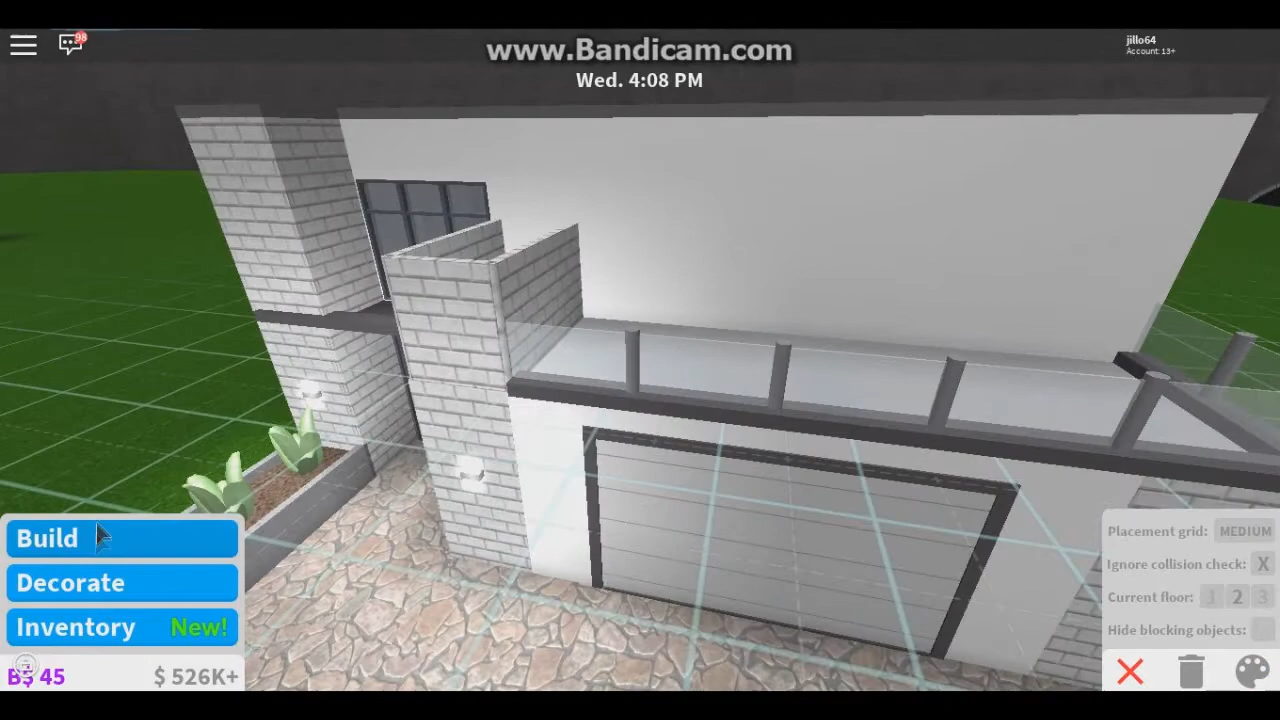 98
www.Bandicam.com
jillo64
Account: 13+
Wed. 4:08 PM
Build
Decorate
Inventory New!
B$ 45 $ 526K+
Placement grid: MEDIUM
Ignore collision check: X
Current floor: 1 2 3
Hide blocking objects: